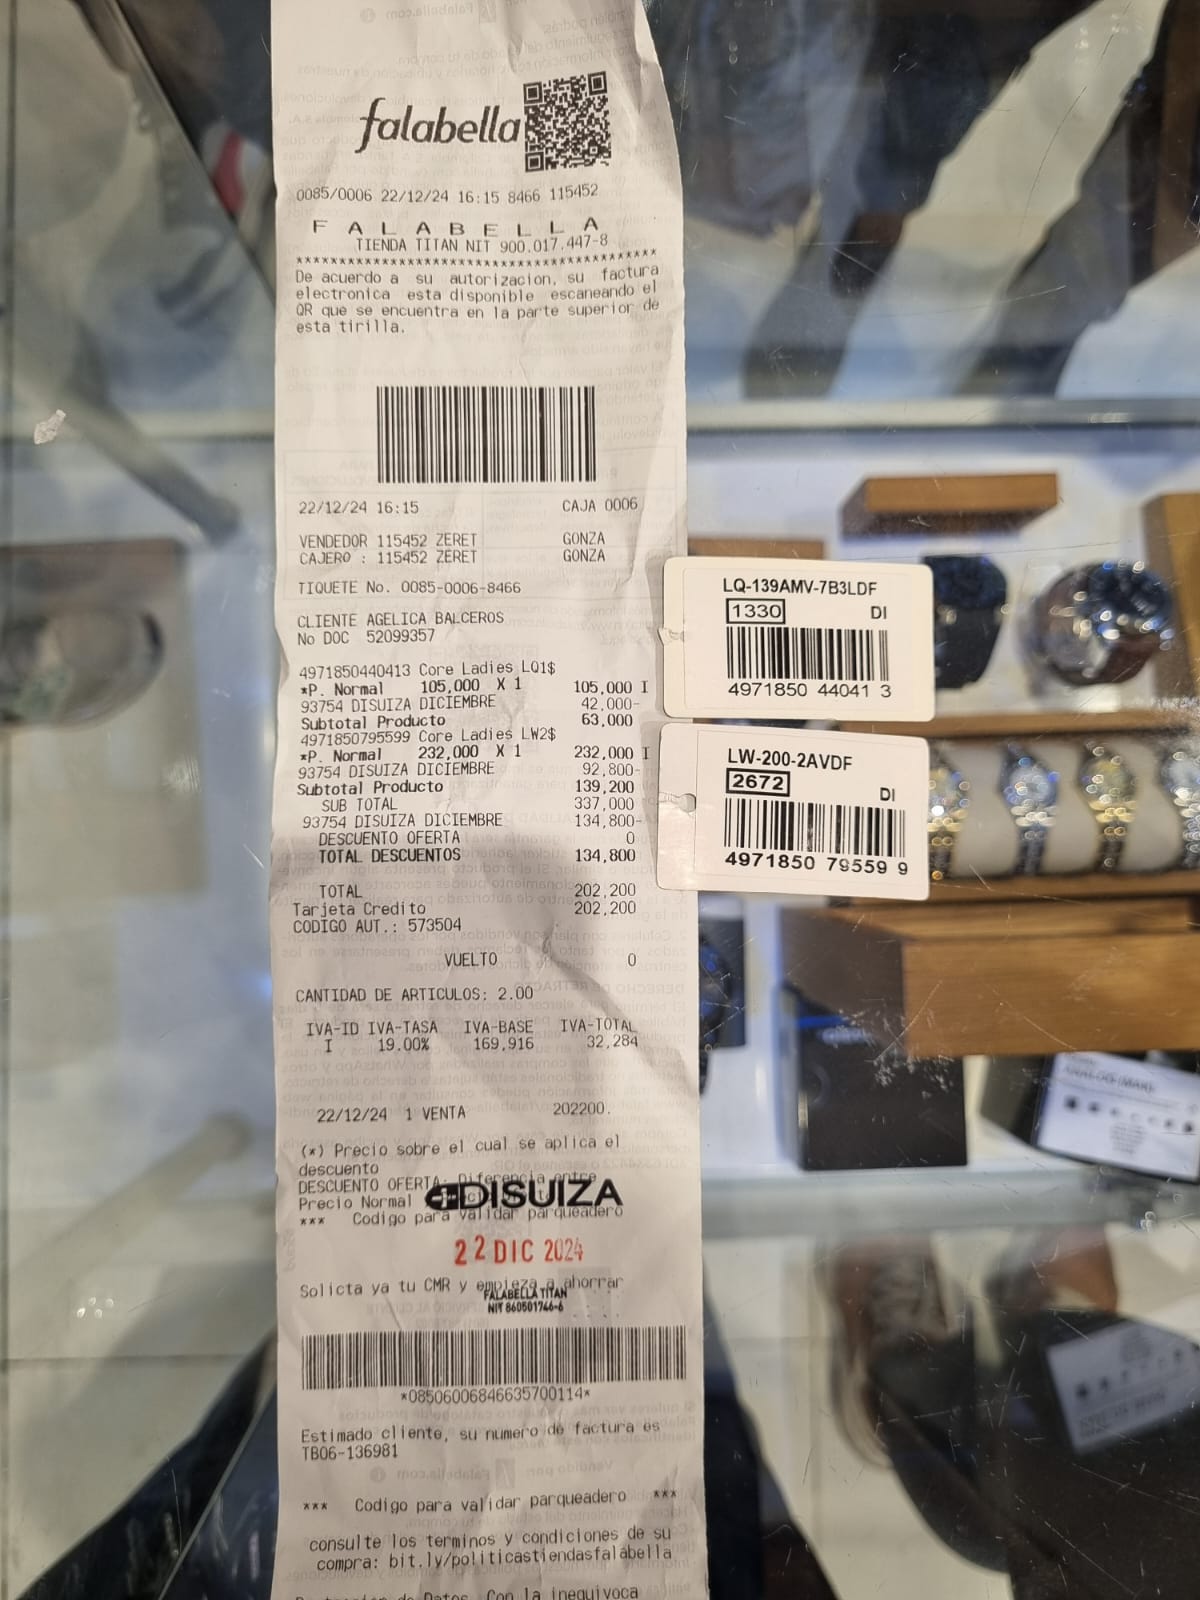 falabella
0085/0006 22/12/24 16:15 8466 115452
F A L A B E L L A
TIENDA TITAN NIT 900.017.447-8
******************************************
De acuerdo a su autorizacion, su factura
electronica esta disponible escaneando el
QR que se encuentra en la parte superior de
esta tirilla.
22/12/24 16:15 CAJA 0006
VENDEDOR 115452 ZERET GONZA
CAJERO : 115452 ZERET GONZA
TIQUETE No. 0085-0006-8466
CLIENTE AGELICA BALCEROS
No DOC 52099357
4971850440413 Core Ladies LQ1$
*P. Normal 105,000 X 1 105,000 I
93754 DISUIZA DICIEMBRE 42,000-
Subtotal Producto 63,000
4971850795599 Core Ladies LW2$
*P. Normal 232,000 X 1 232,000 I
93754 DISUIZA DICIEMBRE 92,800-
Subtotal Producto 139,200
SUB TOTAL 337,000
93754 DISUIZA DICIEMBRE 134,800-
DESCUENTO OFERTA 0
TOTAL DESCUENTOS 134,800
TOTAL 202,200
Tarjeta Credito 202,200
CODIGO AUT.: 573504
VUELTO 0
CANTIDAD DE ARTICULOS: 2.00
IVA-ID IVA-TASA IVA-BASE IVA-TOTAL
I 19.00% 169,916 32,284
22/12/24 1 VENTA 202200.
(*) Precio sobre el cual se aplica el
descuento
DESCUENTO OFERTA: Diferencia entre
Precio Normal
DISUIZA
*** Codigo para validar parqueadero
22 DIC 2024
Solicta ya tu CMR y empieza a ahorrar
FALABELLA TITAN
NIT 860501746-6
*08506006846635700114*
Estimado cliente, su numero de factura es
TB06-136981
*** Codigo para validar parqueadero ***
consulte los terminos y condiciones de su
compra: bit.ly/politicastiendasfalabella
Datos. Con la inequivoca
LQ-139AMV-7B3LDF
1330 DI
4971850 44041 3
LW-200-2AVDF
2672 DI
4971850 79559 9